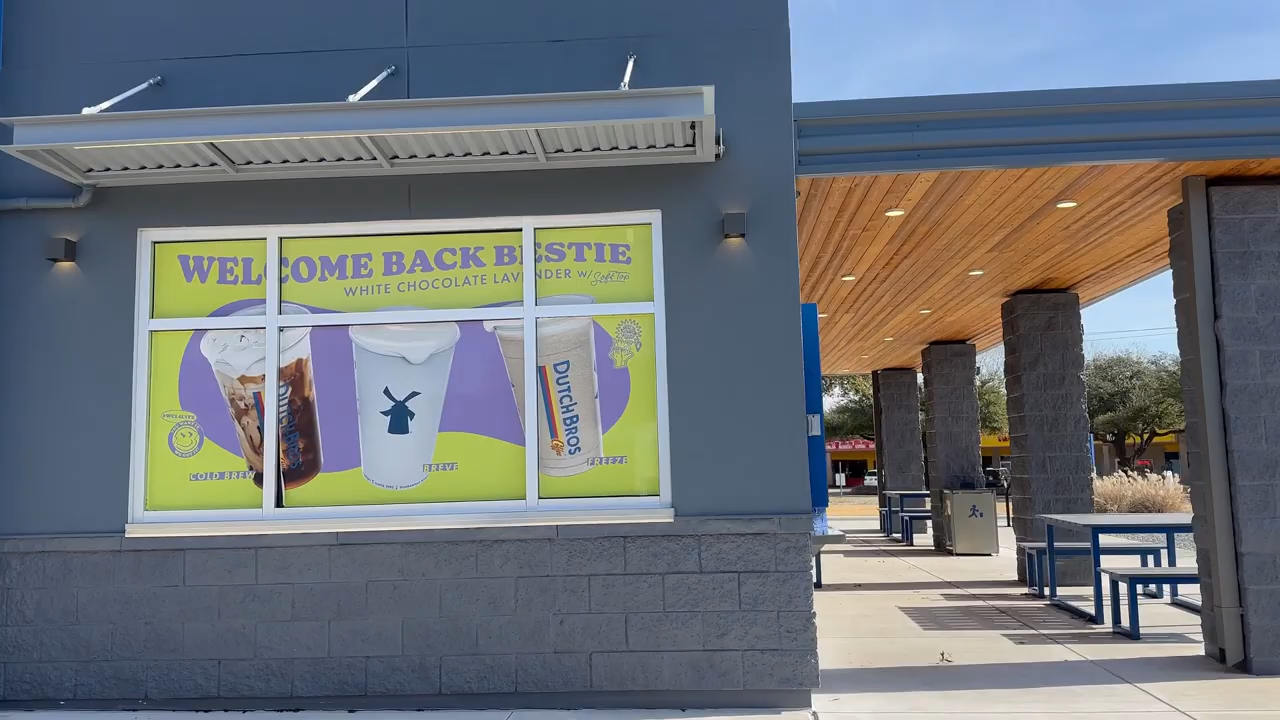 WELCOME BACK BESTIE
WHITE CHOCOLATE LAVENDER W/ Soft Top
DUTCH BROS
DUTCH BROS
COLD BREW
BREVE
FREEZE